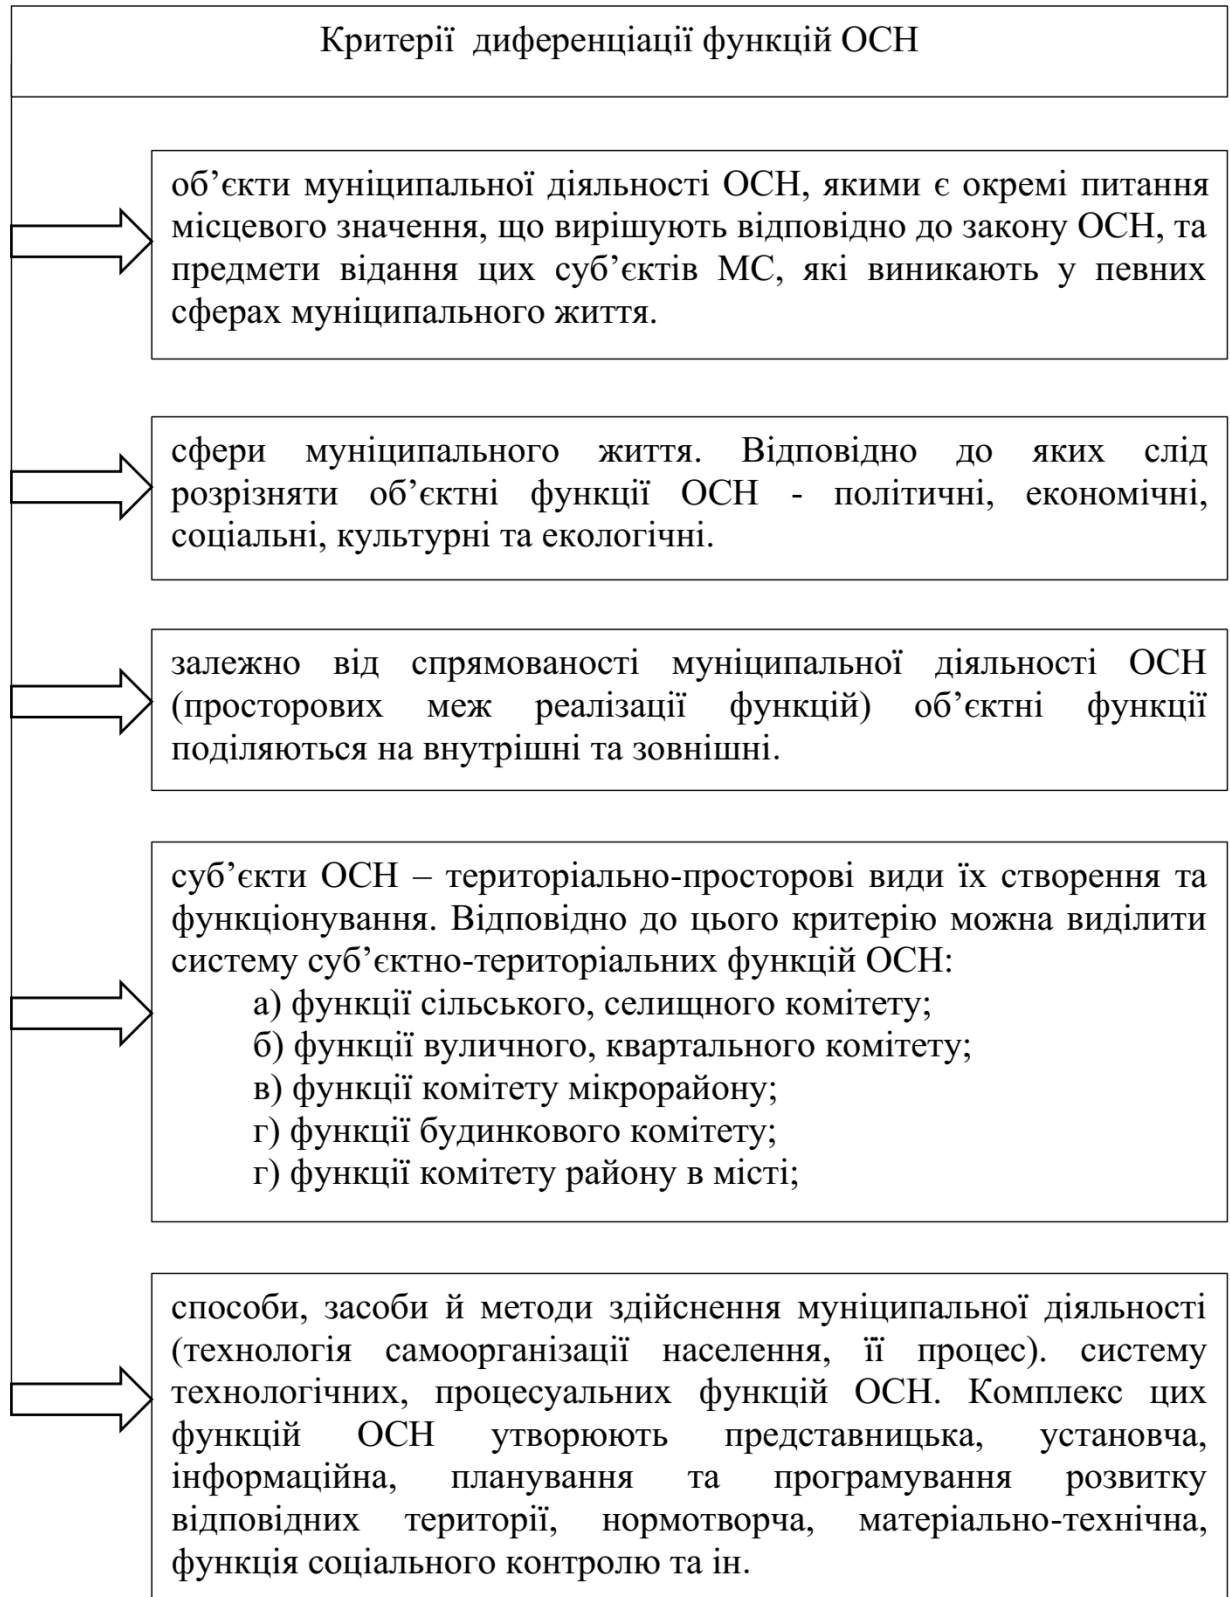 Критерії диференціації функцій ОСН
об’єкти муніципальної діяльності ОСН, якими є окремі питання
місцевого значення, що вирішують відповідно до закону ОСН, та
предмети відання цих суб’єктів МС, які виникають у певних
сферах муніципального життя.
сфери муніципального життя. Відповідно до яких слід
розрізняти об’єктні функції ОСН - політичні, економічні,
соціальні, культурні та екологічні.
залежно від спрямованості муніципальної діяльності ОСН
(просторових меж реалізації функцій) об’єктні функції
поділяються на внутрішні та зовнішні.
суб’єкти ОСН – територіально-просторові види їх створення та
функціонування. Відповідно до цього критерію можна виділити
систему суб’єктно-територіальних функцій ОСН:
а) функції сільського, селищного комітету;
б) функції вуличного, квартального комітету;
в) функції комітету мікрорайону;
г) функції будинкового комітету;
г) функції комітету району в місті;
способи, засоби й методи здійснення муніципальної діяльності
(технологія самоорганізації населення, її процес). систему
технологічних, процесуальних функцій ОСН. Комплекс цих
функцій ОСН утворюють представницька, установча,
інформаційна, планування та програмування розвитку
відповідних території, нормотворча, матеріально-технічна,
функція соціального контролю та ін.